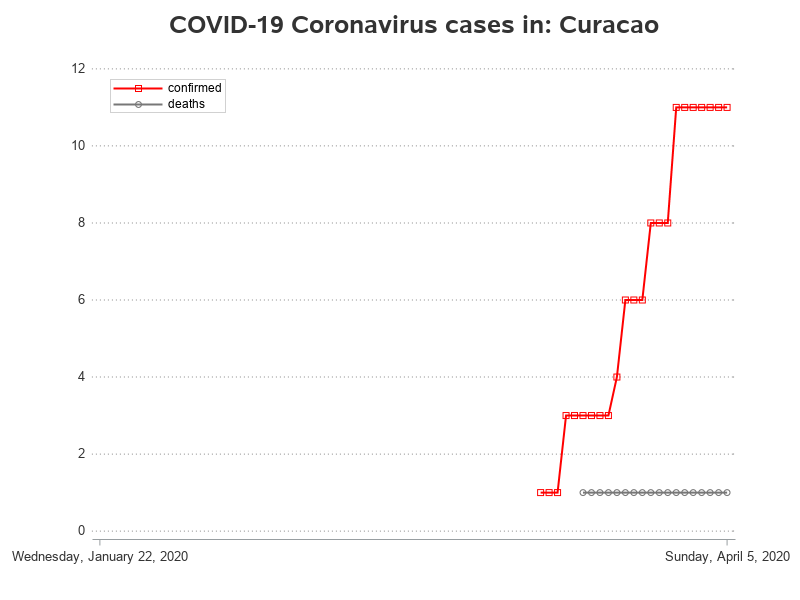 COVID-19 Coronavirus cases in: Curacao
12
confirmed
deaths
10
8
6
4
2
0
Wednesday, January 22, 2020
Sunday, April 5, 2020